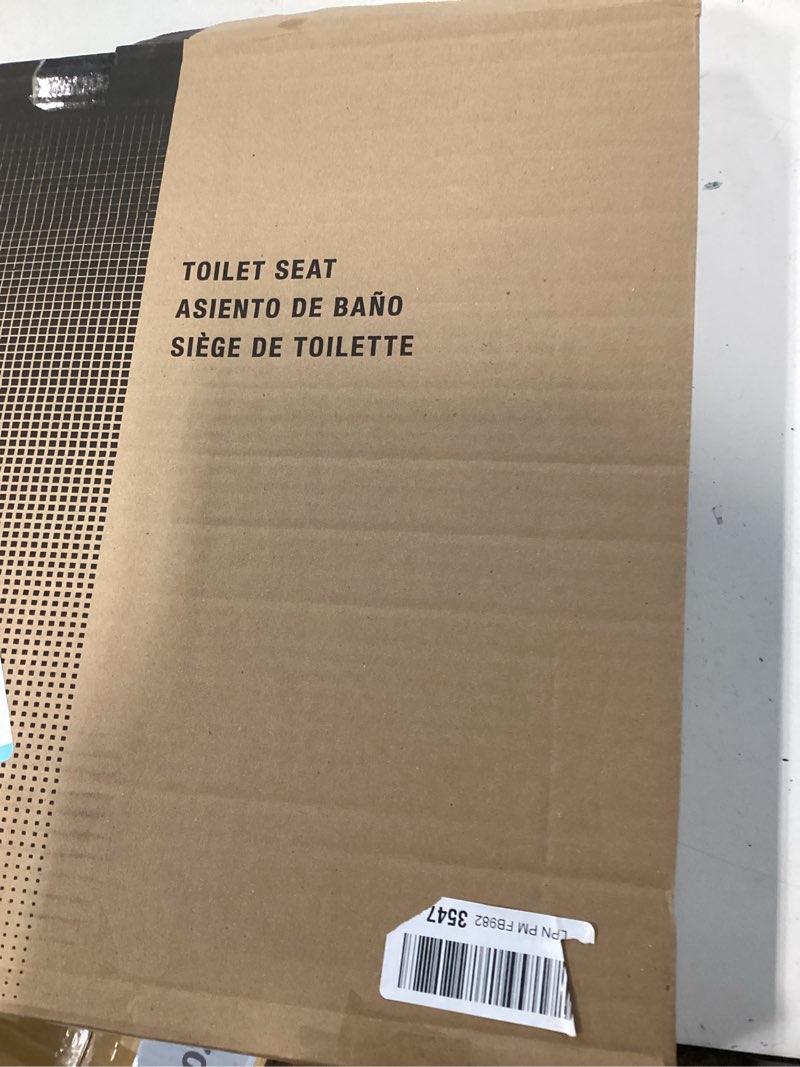 TOILET SEAT
ASIENTO DE BAÑO
SIÈGE DE TOILETTE
LPN PM FB982 3547